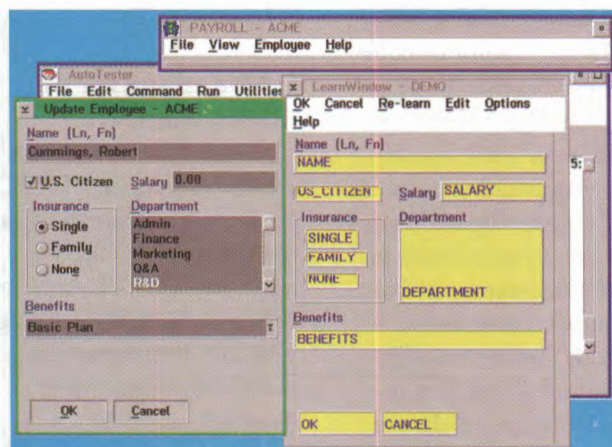 PAYROLL - ACME
File View Employee Help
AutoTester
File Edit Command Run Utilities
Update Employee - ACME
Name (Ln, Fn)
Cummings, Robert
U.S. Citizen Salary 0.00
Insurance Department
Single
Family
None
Admin
Finance
Marketing
Q&A
R&D
Benefits
Basic Plan
OK Cancel
LearnWindow - DEMO
OK Cancel Re-learn Edit Options
Help
Name (Ln, Fn)
NAME
US_CITIZEN Salary SALARY
Insurance Department
SINGLE
FAMILY
NONE
DEPARTMENT
Benefits
BENEFITS
OK CANCEL
5: